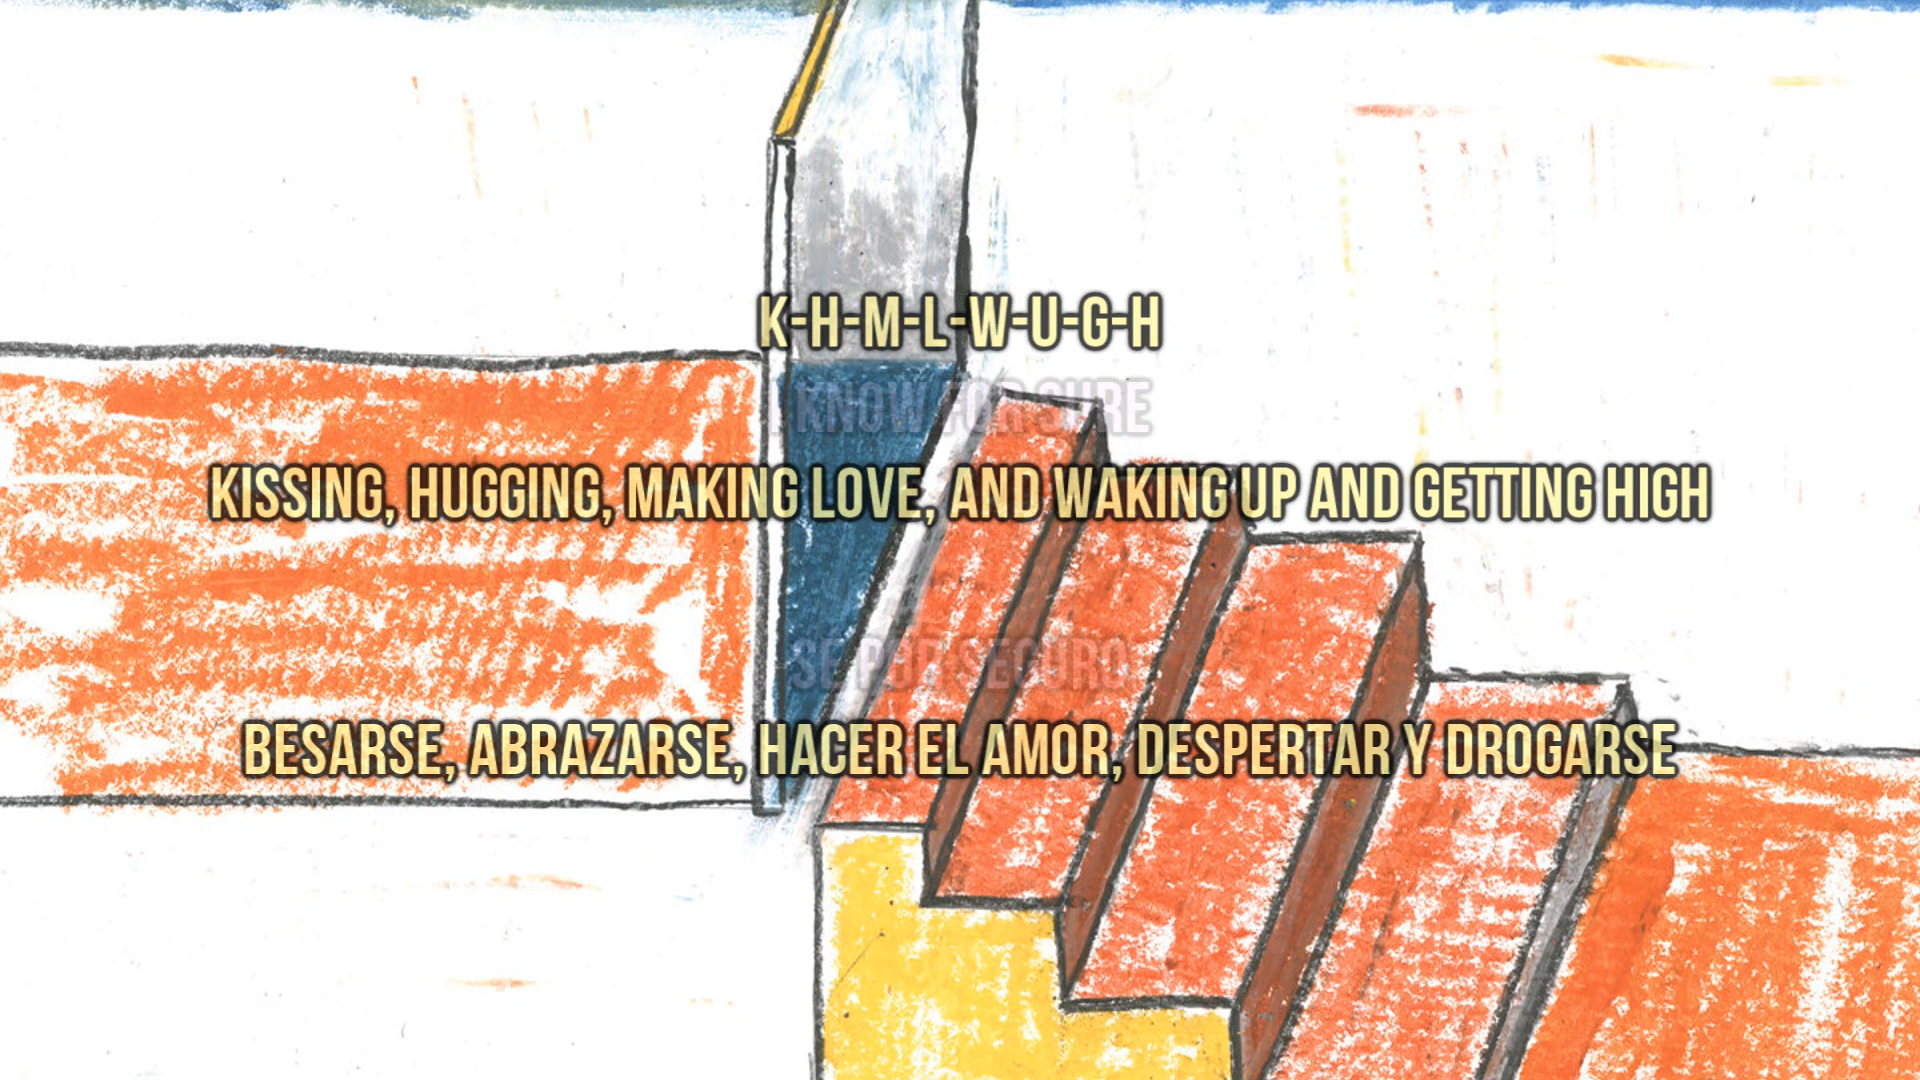 K-H-M-L-W-U-G-H
I KNOW FOR SURE
KISSING, HUGGING, MAKING LOVE, AND WAKING UP AND GETTING HIGH
SE POR SEGURO
BESARSE, ABRAZARSE, HACER EL AMOR, DESPERTAR Y DROGARSE